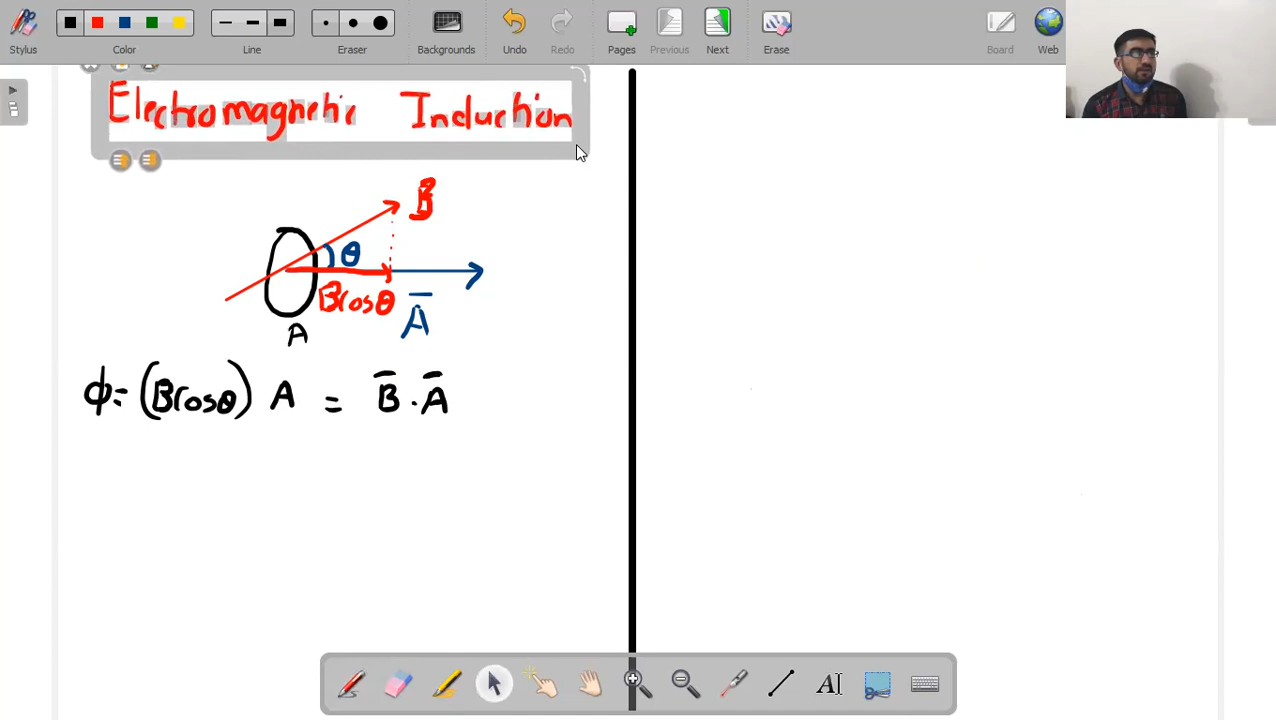 Stylus Color Line Eraser Backgrounds Undo Redo Pages Previous Next Erase Board Web
Electromagnetic Induction
B̅
θ
Bcosθ
A̅
A
ϕ = (Bcosθ) A = B̅ . A̅